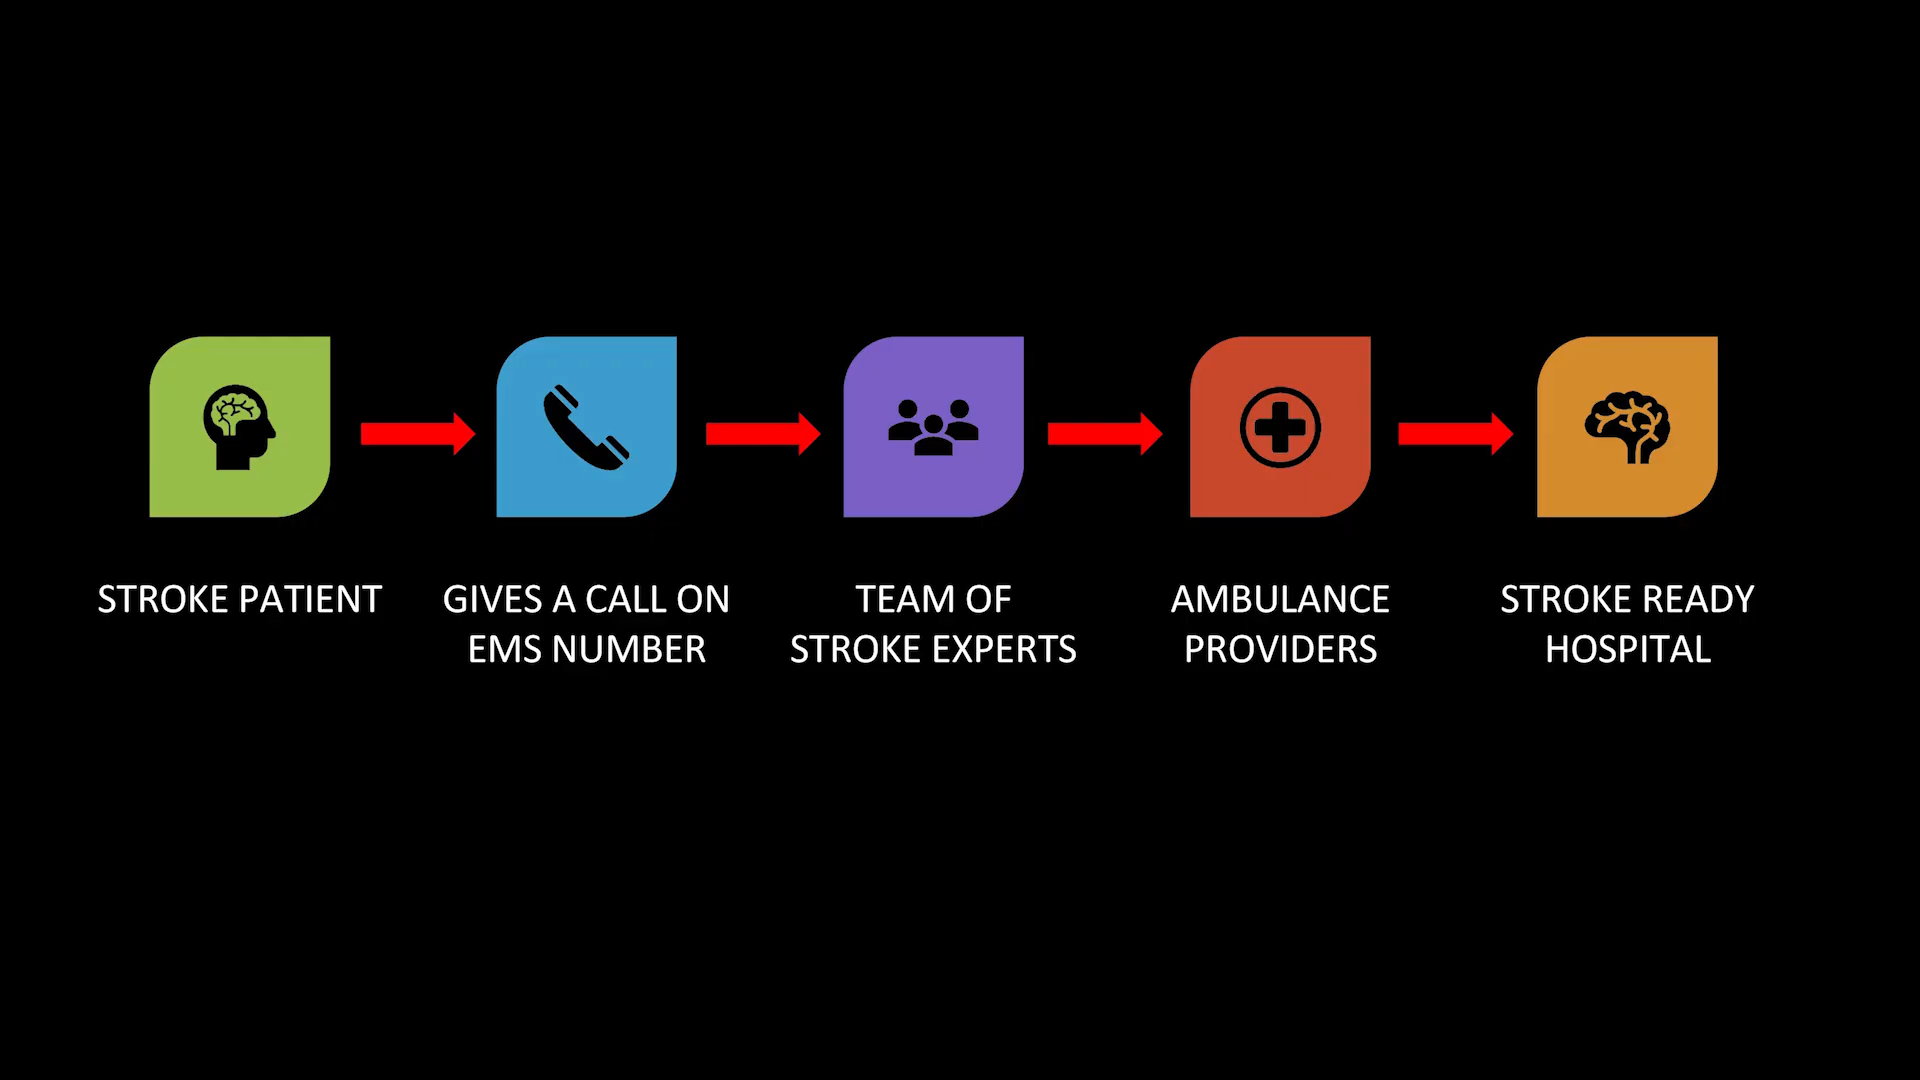 STROKE PATIENT
GIVES A CALL ON
EMS NUMBER
TEAM OF
STROKE EXPERTS
AMBULANCE
PROVIDERS
STROKE READY
HOSPITAL